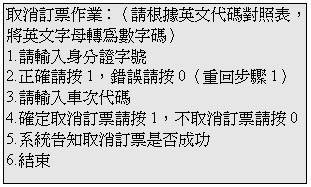 取消訂票作業：（請根據英文代碼對照表，
將英文字母轉為數字碼）
1.請輸入身分證字號
2.正確請按1，錯誤請按0（重回步驟1）
3.請輸入車次代碼
4.確定取消訂票請按1，不取消訂票請按0
5.系統告知取消訂票是否成功
6.結束